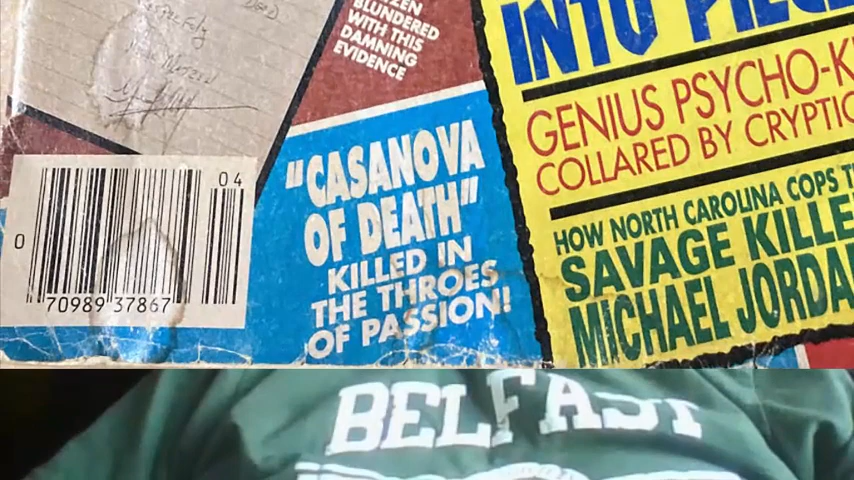 BLUNDERED
WITH THIS
DAMNING
EVIDENCE
INTO
GENIUS PSYCHO-K
COLLARED BY CRYPTIC
HOW NORTH CAROLINA COPS T
SAVAGE KILLE
MICHAEL JORDA
"CASANOVA
OF DEATH"
KILLED IN
THE THROES
OF PASSION!
04
0
70989 37867
BELFAST